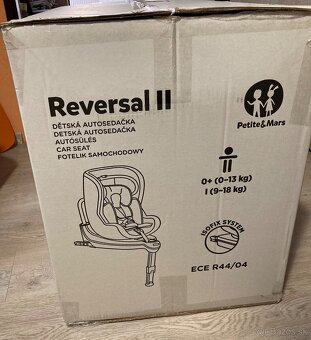 Reversal II
DĚTSKÁ AUTOSEDAČKA
DETSKÁ AUTOSEDAČKA
AUTÓSÜLÉS
CAR SEAT
FOTELIK SAMOCHODOWY
Petite&Mars
0+ (0-13 kg)
I (9-18 kg)
ISOFIX SYSTEM
ECE R44/04